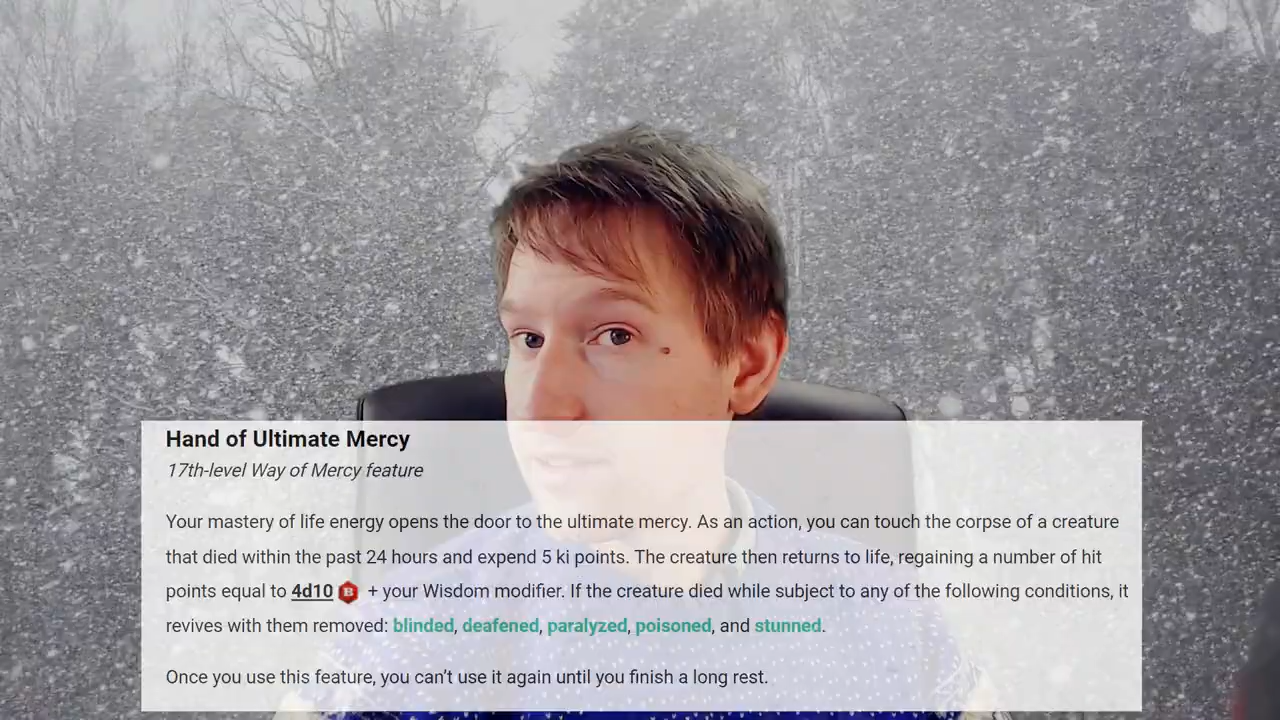 Hand of Ultimate Mercy
17th-level Way of Mercy feature
Your mastery of life energy opens the door to the ultimate mercy. As an action, you can touch the corpse of a creature
that died within the past 24 hours and expend 5 ki points. The creature then returns to life, regaining a number of hit
points equal to 4d10 B + your Wisdom modifier. If the creature died while subject to any of the following conditions, it
revives with them removed: blinded, deafened, paralyzed, poisoned, and stunned.
Once you use this feature, you can’t use it again until you finish a long rest.